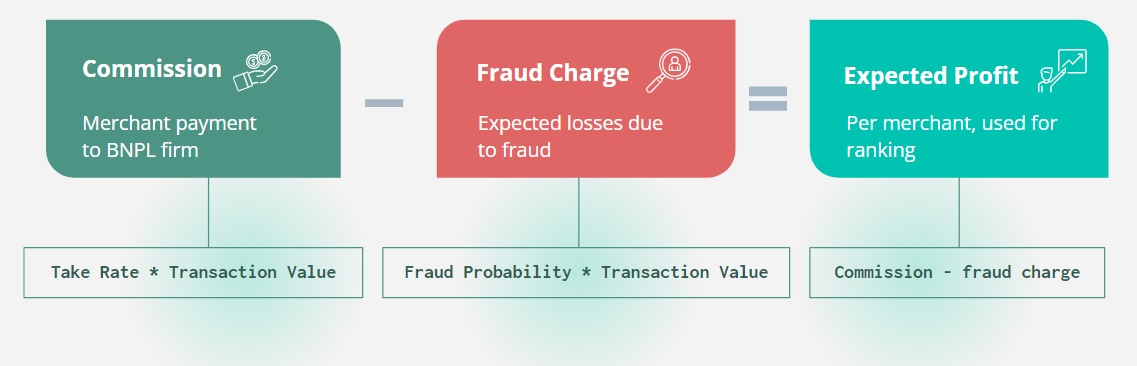 Commission
Merchant payment
to BNPL firm
Take Rate * Transaction Value
Fraud Charge
Expected losses due
to fraud
Fraud Probability * Transaction Value
Expected Profit
Per merchant, used for
ranking
Commission - fraud charge